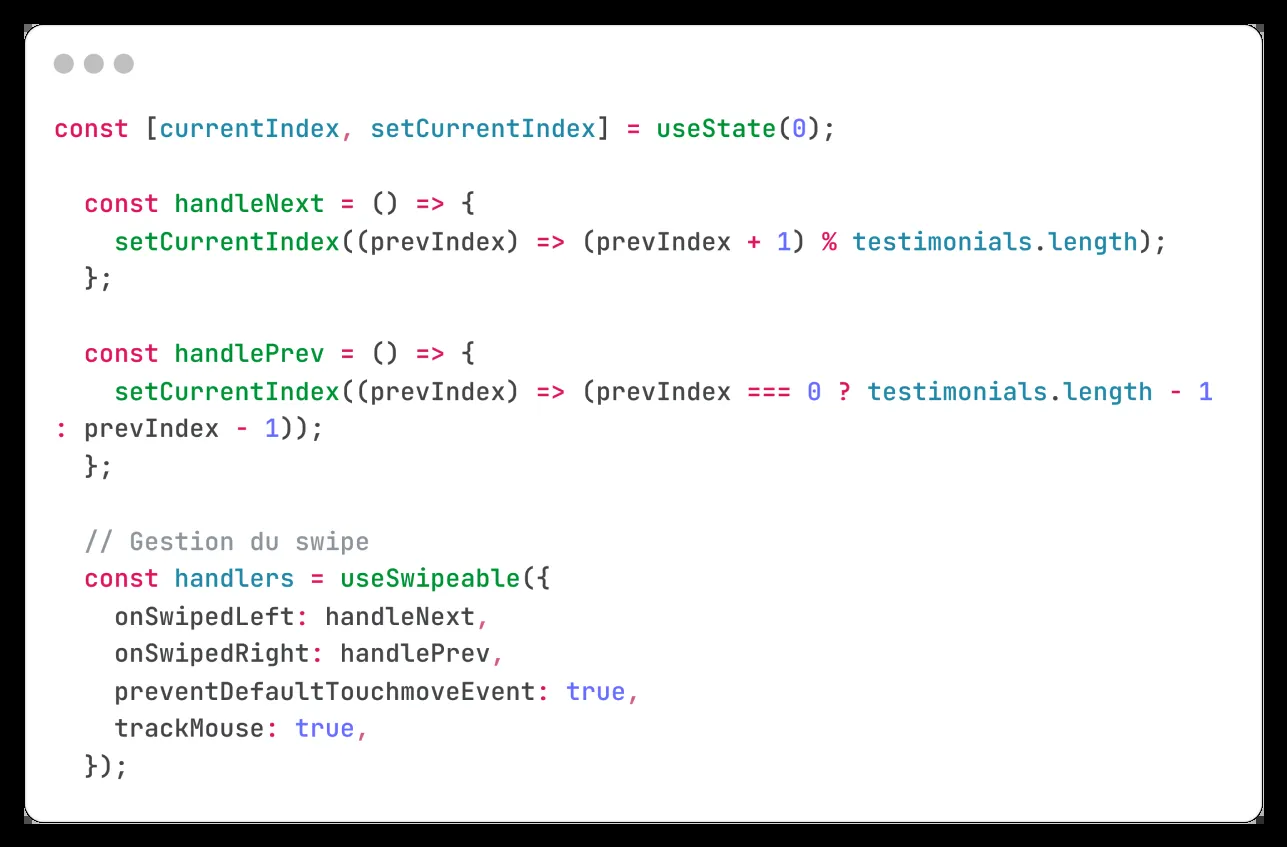 const [currentIndex, setCurrentIndex] = useState(0);
const handleNext = () => {
setCurrentIndex((prevIndex) => (prevIndex + 1) % testimonials.length);
};
const handlePrev = () => {
setCurrentIndex((prevIndex) => (prevIndex === 0 ? testimonials.length - 1
: prevIndex - 1));
};
// Gestion du swipe
const handlers = useSwipeable({
onSwipedLeft: handleNext,
onSwipedRight: handlePrev,
preventDefaultTouchmoveEvent: true,
trackMouse: true,
});